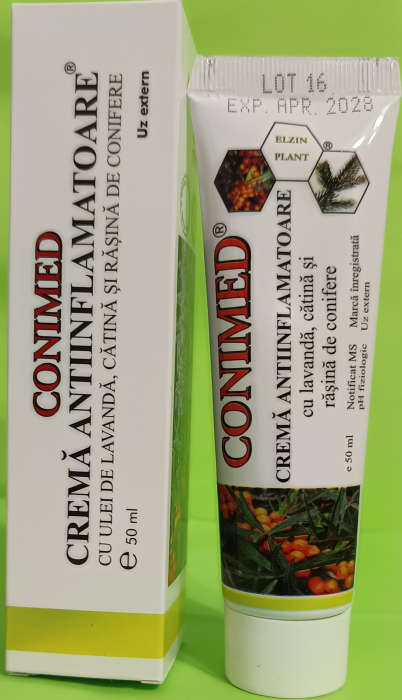 CONIMED
CREMĂ ANTIINFLAMATOARE®
CU ULEI DE LAVANDĂ, CĂTINĂ ȘI RĂȘINĂ DE CONIFERE
℮ 50 ml
Uz extern
LOT 16
EXP. APR. 2028
ELZIN
PLANT
®
CONIMED®
CREMĂ ANTIINFLAMATOARE
cu lavandă, cătină și
rășină de conifere
Notificat MS Marcă înregistrată
pH fiziologic Uz extern
e 50 ml